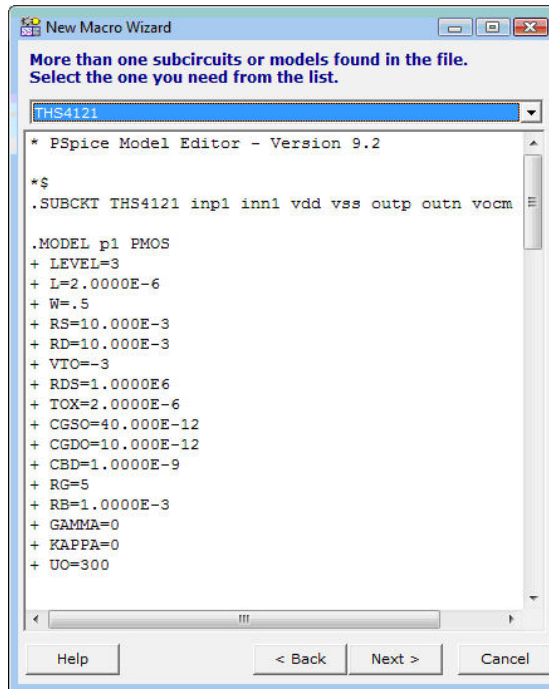 New Macro Wizard
More than one subcircuits or models found in the file.
Select the one you need from the list.
THS4121
* PSpice Model Editor - Version 9.2
*$
.SUBCKT THS4121 inp1 inn1 vdd vss outp outn vocm
.MODEL p1 PMOS
+ LEVEL=3
+ L=2.0000E-6
+ W=.5
+ RS=10.000E-3
+ RD=10.000E-3
+ VTO=-3
+ RDS=1.0000E6
+ TOX=2.0000E-6
+ CGSO=40.000E-12
+ CGDO=10.000E-12
+ CBD=1.0000E-9
+ RG=5
+ RB=1.0000E-3
+ GAMMA=0
+ KAPPA=0
+ UO=300
Help
< Back
Next >
Cancel